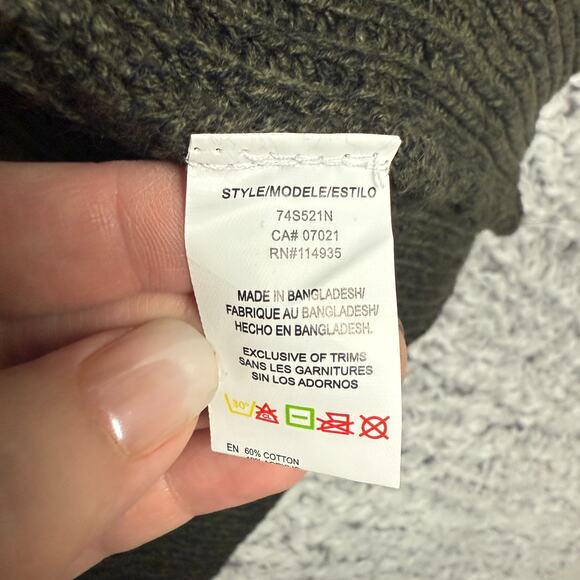 STYLE/MODELE/ESTILO
74S521N
CA# 07021
RN#114935
MADE IN BANGLADESH/
FABRIQUE AU BANGLADESH/
HECHO EN BANGLADESH.
EXCLUSIVE OF TRIMS
SANS LES GARNITURES
SIN LOS ADORNOS
30°
CL
EN 60% COTTON